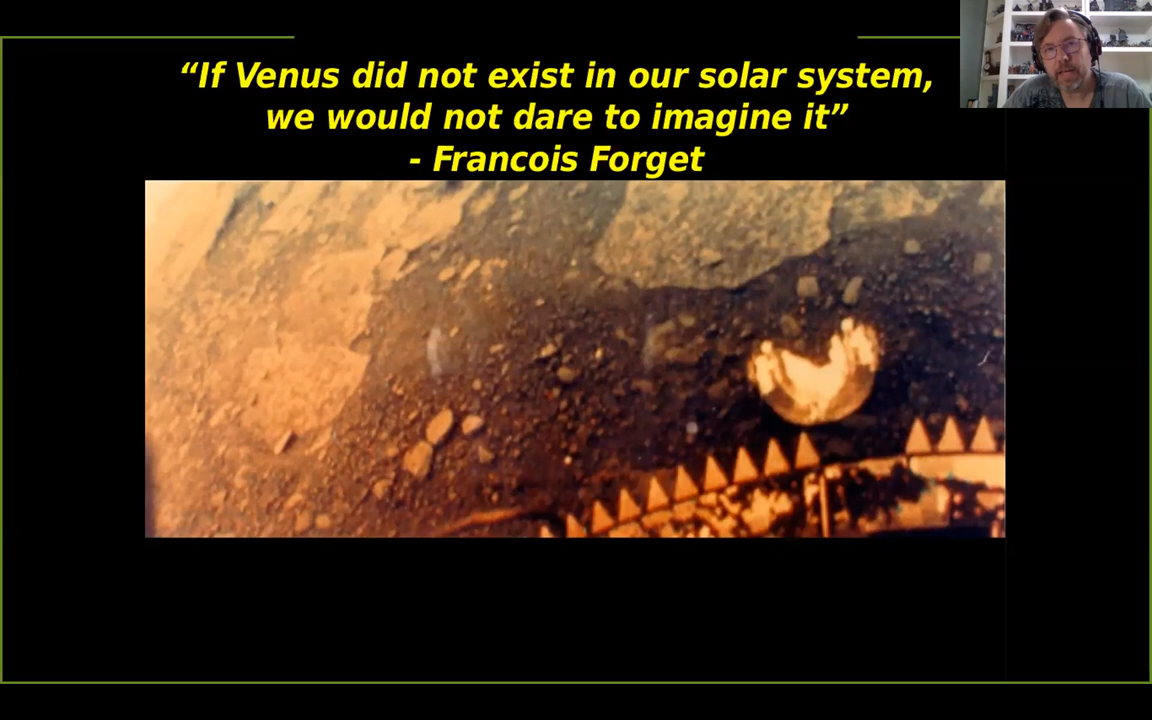 “If Venus did not exist in our solar system,
we would not dare to imagine it”
- Francois Forget